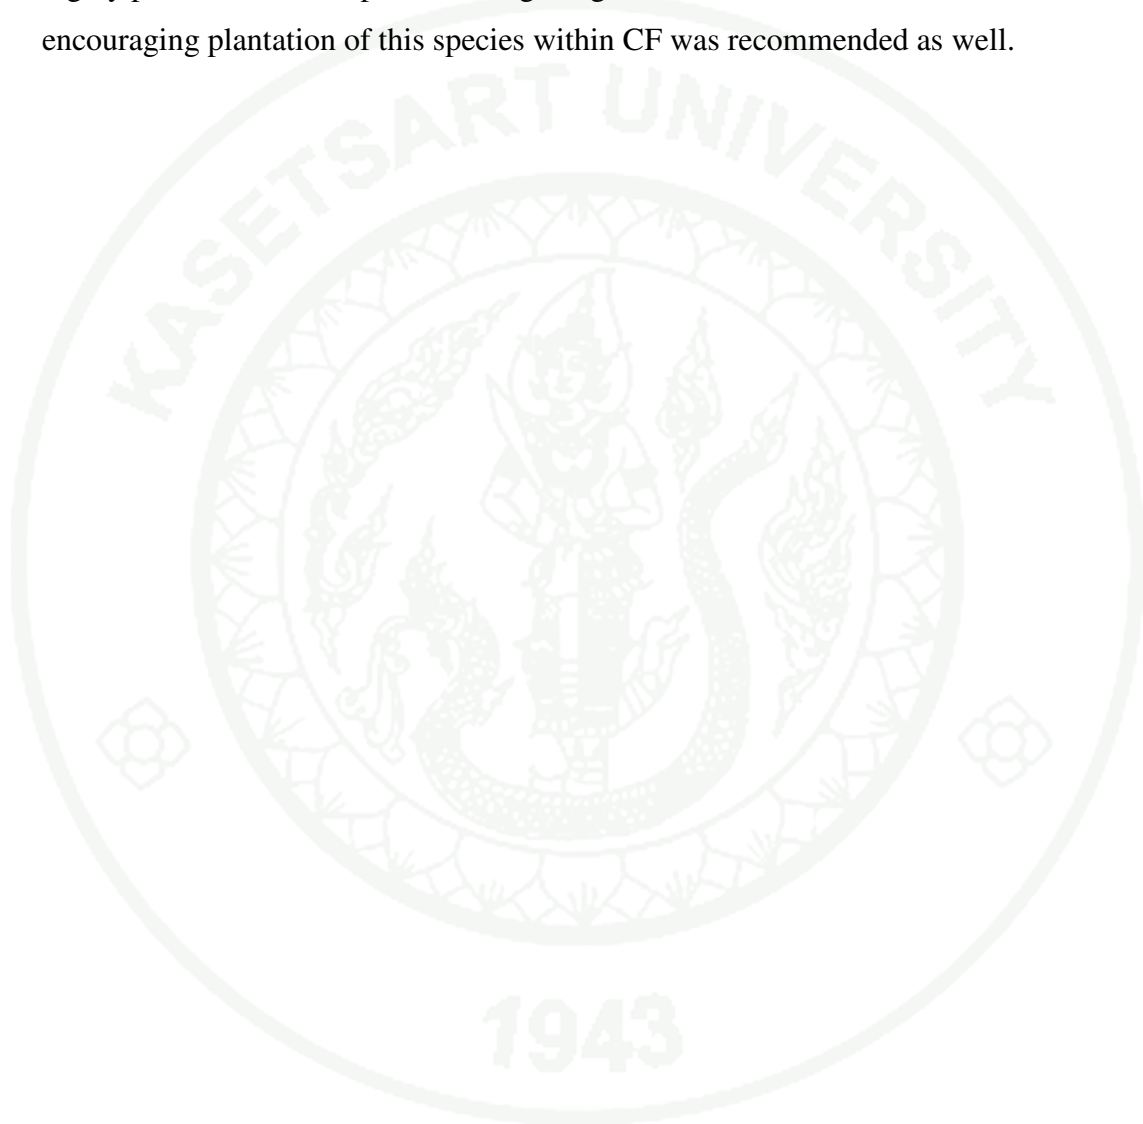 encouraging plantation of this species within CF was recommended as well.
KASETSART UNIVERSITY
1943